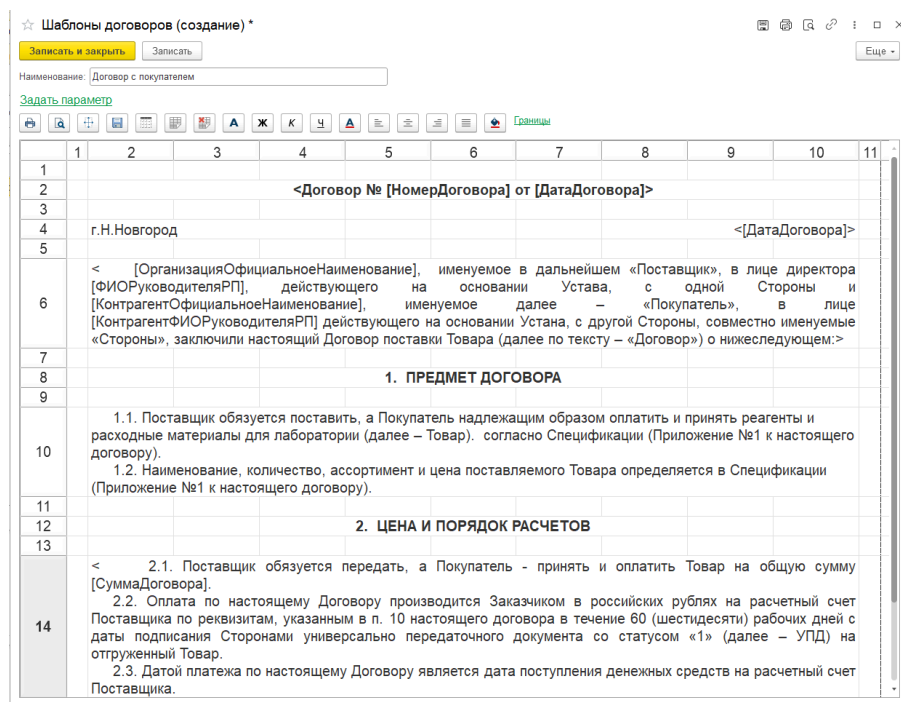 Шаблоны договоров (создание) *
Записать и закрыть Записать Еще
Наименование: Договор с покупателем
Задать параметр
А Ж К Ч А Границы
1 2 3 4 5 6 7 8 9 10 11
1
2 <Договор № [НомерДоговора] от [ДатаДоговора]>
3
4 г.Н.Новгород <[ДатаДоговора]>
5
< [ОрганизацияОфициальноеНаименование], именуемое в дальнейшем «Поставщик», в лице директора
[ФИОРуководителяРП], действующего на основании Устава, с одной Стороны и
6 [КонтрагентОфициальноеНаименование], именуемое далее – «Покупатель», в лице
[КонтрагентФИОРуководителяРП] действующего на основании Устана, с другой Стороны, совместно именуемые
«Стороны», заключили настоящий Договор поставки Товара (далее по тексту – «Договор») о нижеследующем:>
7
8 1. ПРЕДМЕТ ДОГОВОРА
9
1.1. Поставщик обязуется поставить, а Покупатель надлежащим образом оплатить и принять реагенты и
расходные материалы для лаборатории (далее – Товар). согласно Спецификации (Приложение №1 к настоящего
10 договору).
1.2. Наименование, количество, ассортимент и цена поставляемого Товара определяется в Спецификации
(Приложение №1 к настоящего договору).
11
12 2. ЦЕНА И ПОРЯДОК РАСЧЕТОВ
13
< 2.1. Поставщик обязуется передать, а Покупатель - принять и оплатить Товар на общую сумму
[СуммаДоговора].
2.2. Оплата по настоящему Договору производится Заказчиком в российских рублях на расчетный счет
14 Поставщика по реквизитам, указанным в п. 10 настоящего договора в течение 60 (шестидесяти) рабочих дней с
даты подписания Сторонами универсально передаточного документа со статусом «1» (далее – УПД) на
отгруженный Товар.
2.3. Датой платежа по настоящему Договору является дата поступления денежных средств на расчетный счет
Поставщика.